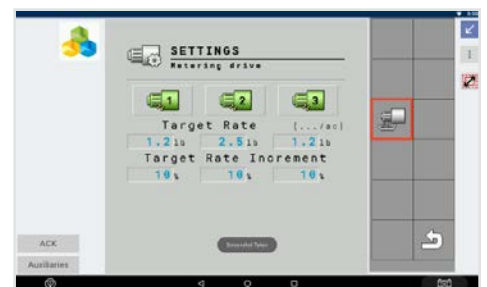 SETTINGS
Metering drive
1 2 3
Target Rate (.../ac)
1.2 lb 2.5 lb 1.2 lb
Target Rate Increment
10 % 10 % 10 %
ACK
Auxiliaries